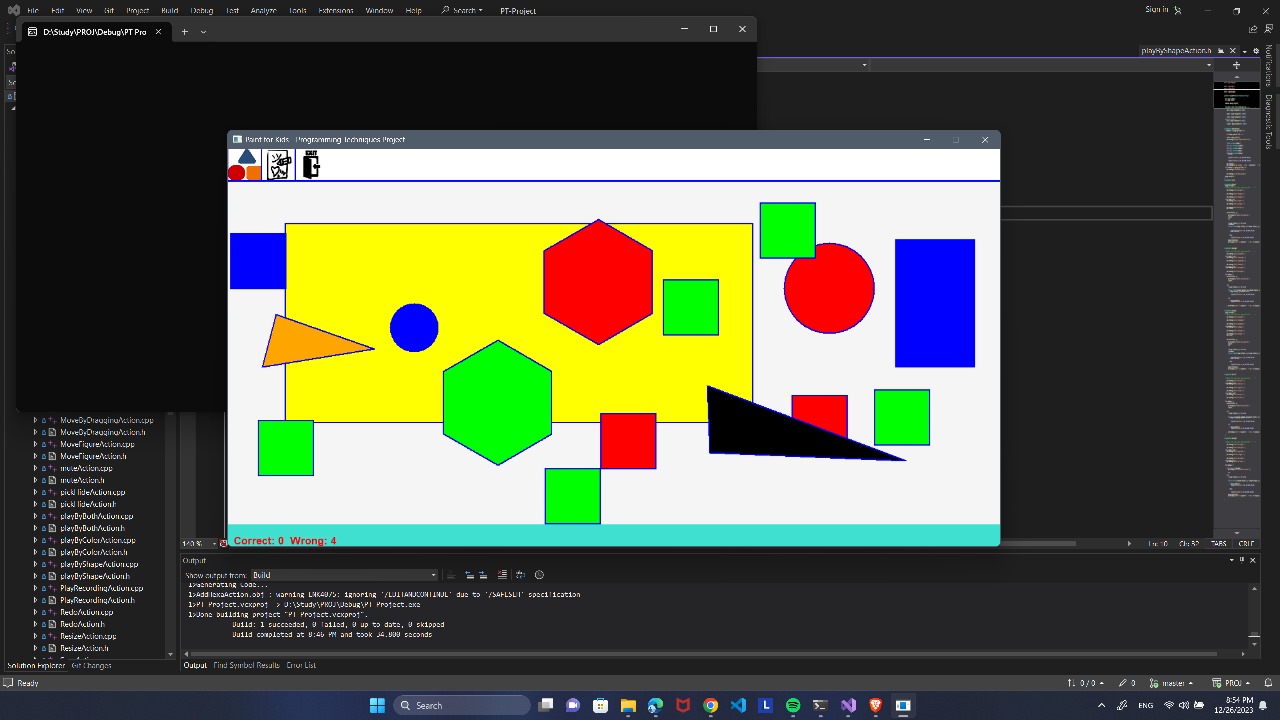 File Edit View Git Project Build Debug Test Analyze Tools Extensions Window Help Search PT-Project Sign in
D:\Study\PROJ\Debug\PT Pro
playByShapeAction.h
Notifications
Paint for Kids - Programming Techniques Project
EXIT
Correct: 0 Wrong: 4
MoveByDraggingAction.cpp
MoveByDraggingAction.h
MoveFigureAction.cpp
MoveFigureAction.h
muteAction.cpp
muteAction.h
pickHideAction.cpp
pickHideAction.h
playByBothAction.cpp
playByBothAction.h
playByColorAction.cpp
playByColorAction.h
playByShapeAction.cpp
playByShapeAction.h
PlayRecordingAction.cpp
PlayRecordingAction.h
RedoAction.cpp
RedoAction.h
ResizeAction.cpp
ResizeAction.h
140 %
TABS CRLF
Output
Show output from: Build
1>Generating Code...
1>AddHexaAction.obj : warning LNK4075: ignoring '/EDITANDCONTINUE' due to '/SAFESEH' specification
1>PT Project.vcxproj -> D:\Study\PROJ\Debug\PT Project.exe
1>Done building project "PT Project.vcxproj".
Build: 1 succeeded, 0 failed, 0 up to date, 0 skipped
Build completed at 8:46 PM and took 34.800 seconds
Solution Explorer Git Changes
Output Find Symbol Results Error List
Ready
0 / 0 0 master PROJ
Search
ENG
8:54 PM
12/26/2023